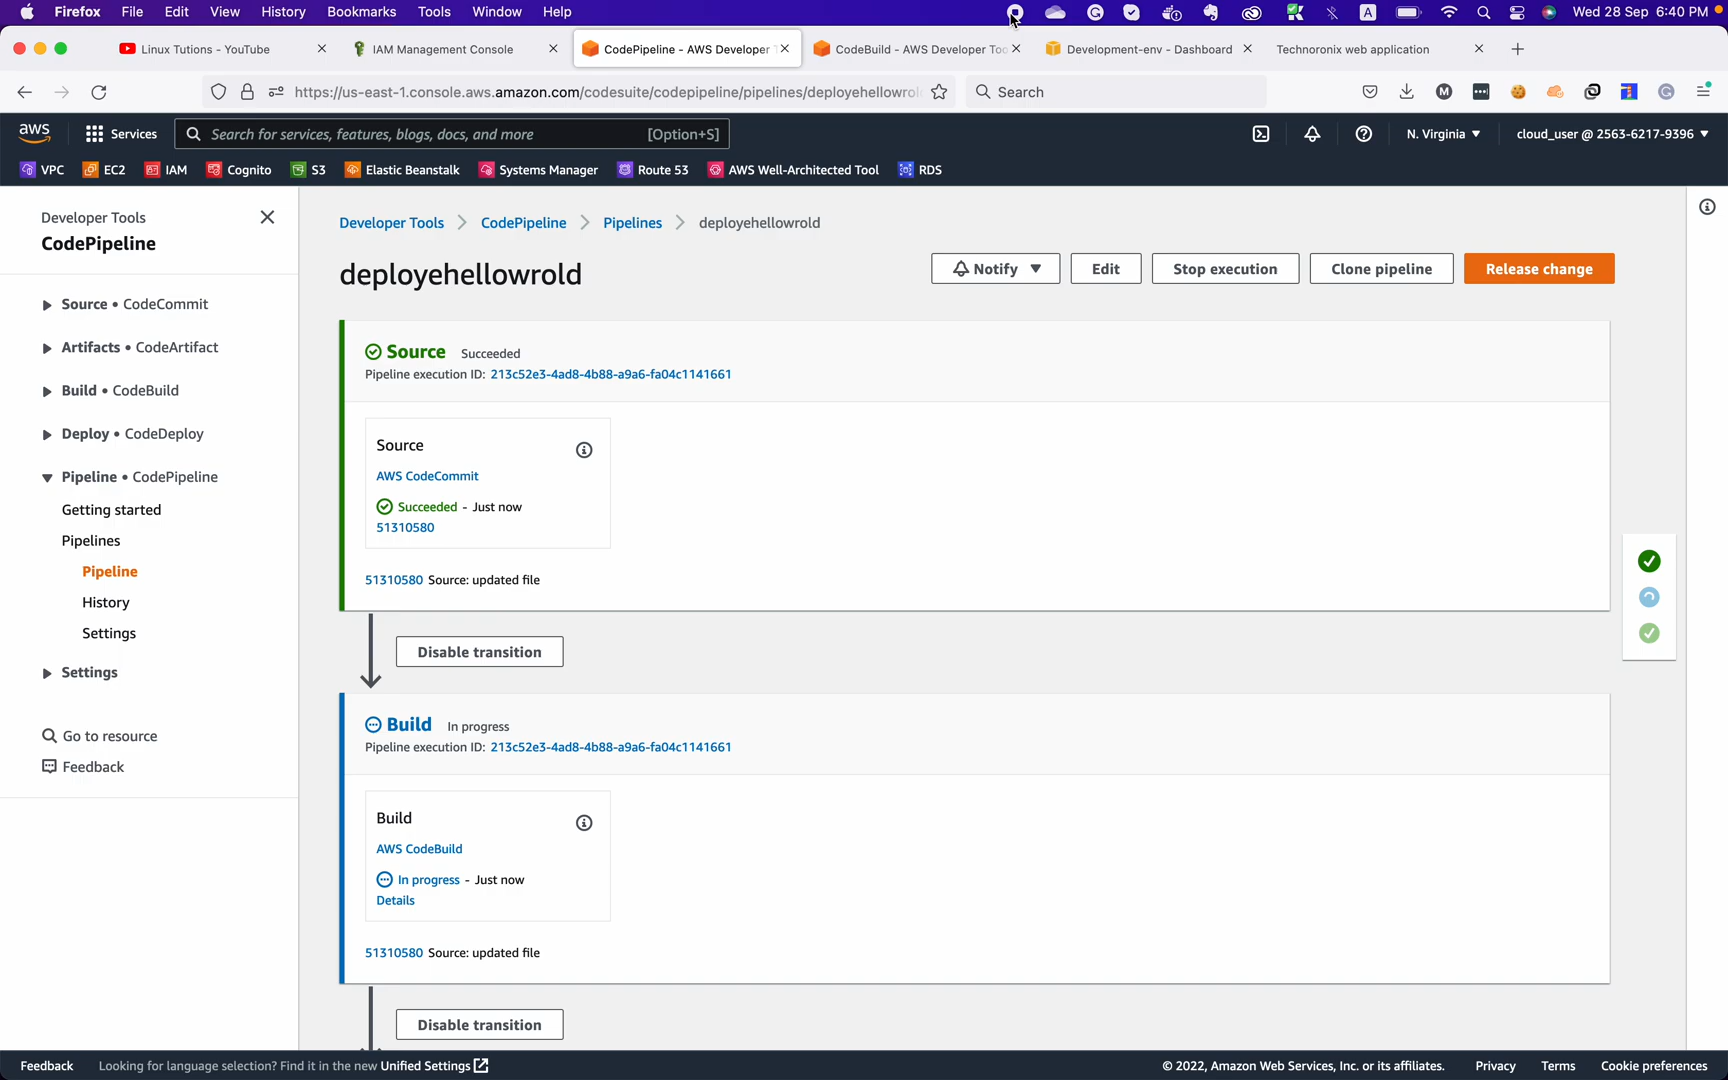 Firefox File Edit View History Bookmarks Tools Window Help A Wed 28 Sep 6:40 PM
Linux Tutions - YouTube IAM Management Console CodePipeline - AWS Developer CodeBuild - AWS Developer Too Development-env - Dashboard Technoronix web application
https://us-east-1.console.aws.amazon.com/codesuite/codepipeline/pipelines/deployehellowrol Search
aws Services Search for services, features, blogs, docs, and more [Option+S] N. Virginia cloud_user @ 2563-6217-9396
VPC EC2 IAM Cognito S3 Elastic Beanstalk Systems Manager Route 53 AWS Well-Architected Tool RDS
Developer Tools
CodePipeline
Source • CodeCommit
Artifacts • CodeArtifact
Build • CodeBuild
Deploy • CodeDeploy
Pipeline • CodePipeline
Getting started
Pipelines
Pipeline
History
Settings
Settings
Go to resource
Feedback
Developer Tools CodePipeline Pipelines deployehellowrold
deployehellowrold
Notify Edit Stop execution Clone pipeline Release change
Source Succeeded
Pipeline execution ID: 213c52e3-4ad8-4b88-a9a6-fa04c1141661
Source
AWS CodeCommit
Succeeded - Just now
51310580
51310580 Source: updated file
Disable transition
Build In progress
Pipeline execution ID: 213c52e3-4ad8-4b88-a9a6-fa04c1141661
Build
AWS CodeBuild
In progress - Just now
Details
51310580 Source: updated file
Disable transition
Feedback Looking for language selection? Find it in the new Unified Settings © 2022, Amazon Web Services, Inc. or its affiliates. Privacy Terms Cookie preferences